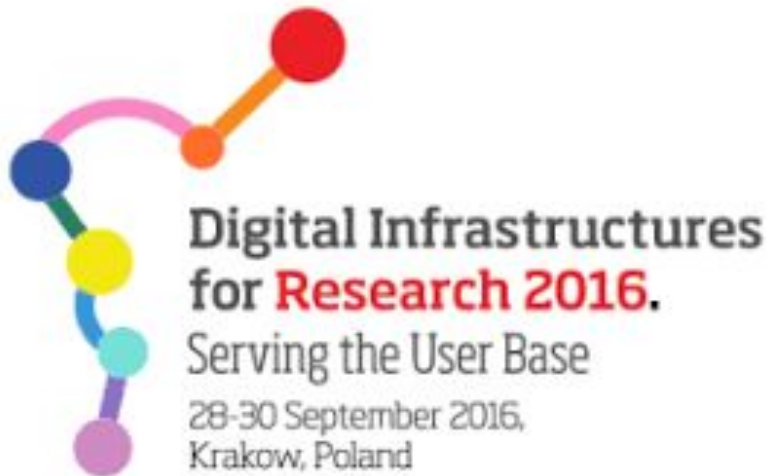 Digital Infrastructures
for Research 2016.
Serving the User Base
28-30 September 2016,
Krakow, Poland